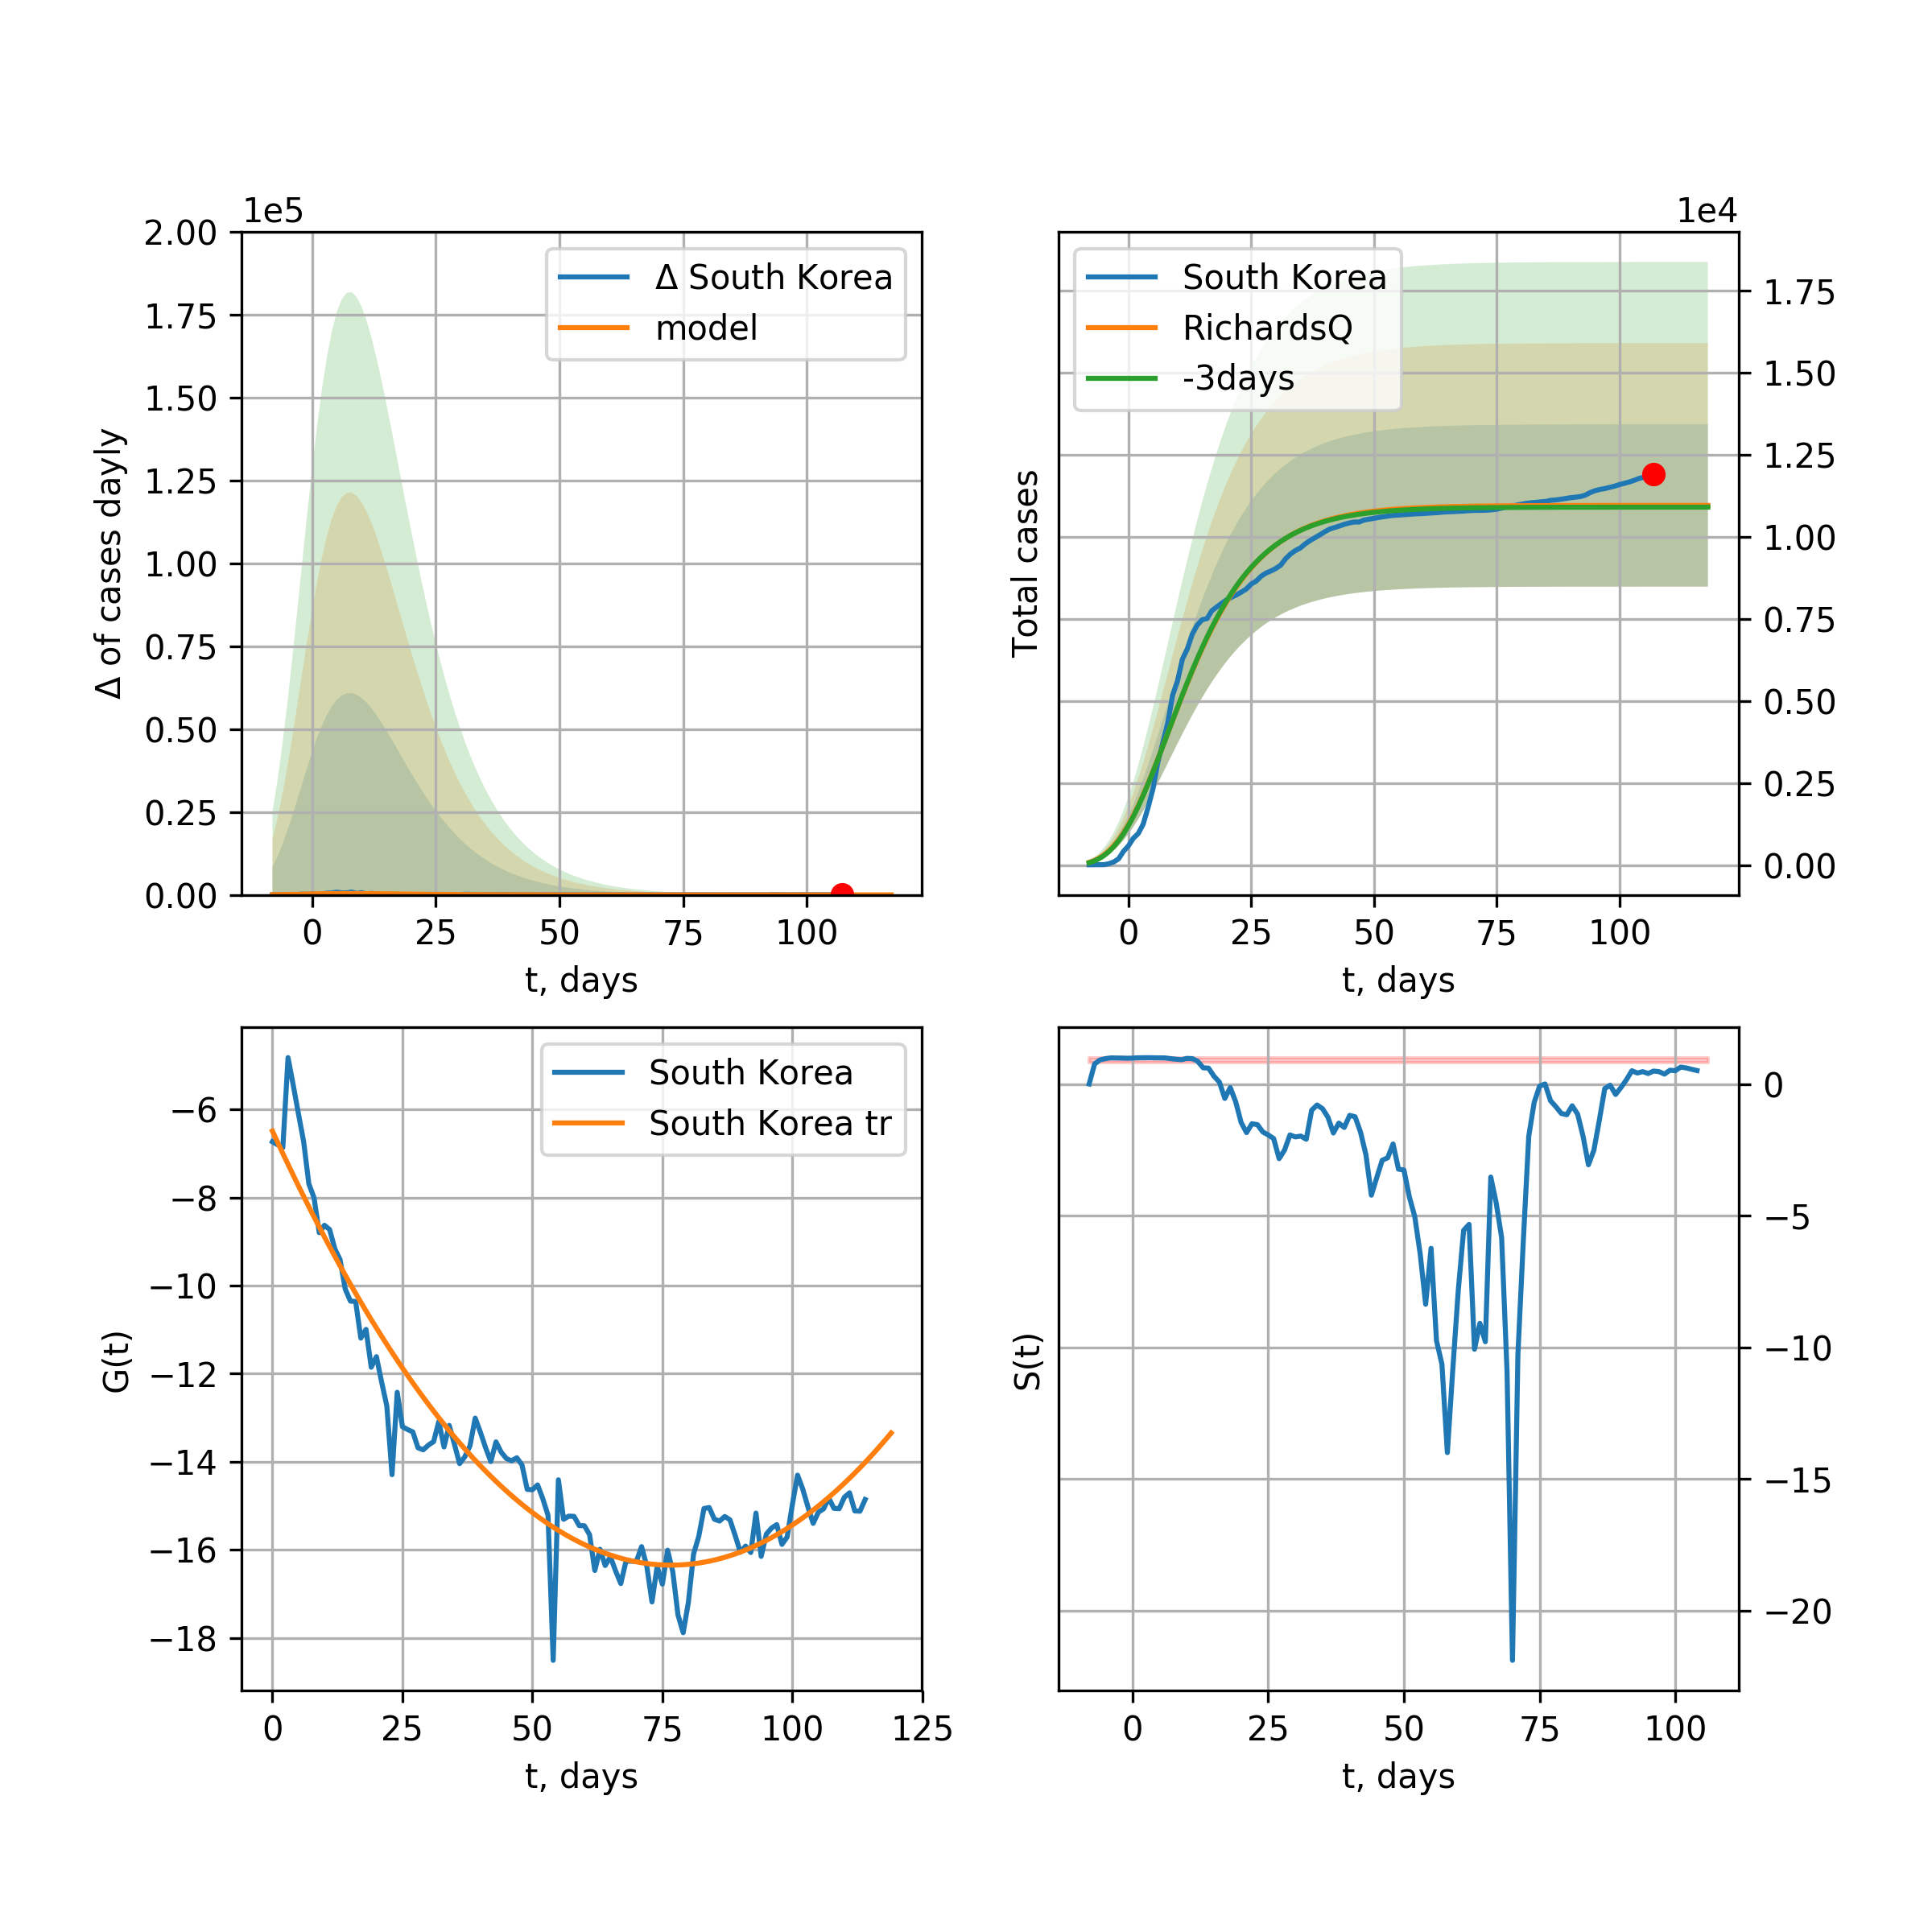 1e5
2.00
1.75
1.50
1.25
1.00
0.75
0.50
0.25
0.00
Δ of cases dayly
Δ South Korea
model
0 25 50 75 100
t, days
1e4
South Korea
RichardsQ
-3days
Total cases
1.75
1.50
1.25
1.00
0.75
0.50
0.25
0.00
0 25 50 75 100
t, days
−6
−8
−10
−12
−14
−16
−18
G(t)
South Korea
South Korea tr
0 25 50 75 100 125
t, days
S(t)
0
−5
−10
−15
−20
0 25 50 75 100
t, days